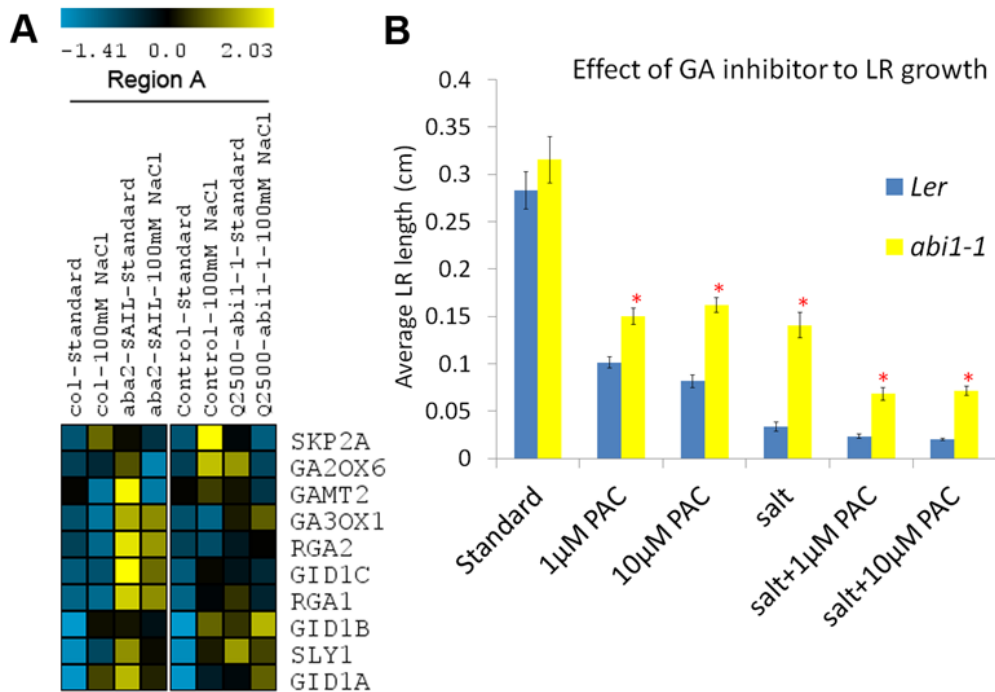 A
-1.41 0.0 2.03
Region A
col-Standard
col-100mM NaCl
aba2-SAIL-Standard
aba2-SAIL-100mM NaCl
Control-Standard
Control-100mM NaCl
Q2500-abi1-1-Standard
Q2500-abi1-1-100mM NaCl
SKP2A
GA2OX6
GAMT2
GA3OX1
RGA2
GID1C
RGA1
GID1B
SLY1
GID1A
B
Effect of GA inhibitor to LR growth
Average LR length (cm)
0.4
0.35
0.3
0.25
0.2
0.15
0.1
0.05
0
Ler
abi1-1
*
*
*
*
*
Standard
1µM PAC
10µM PAC
salt
salt+1µM PAC
salt+10µM PAC